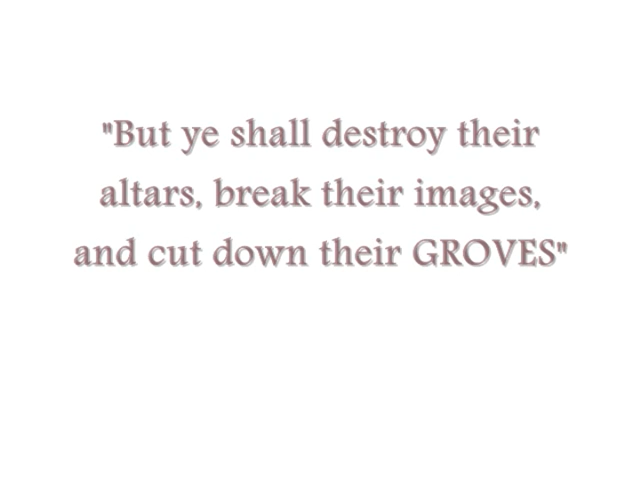 "But ye shall destroy their
altars, break their images,
and cut down their GROVES"